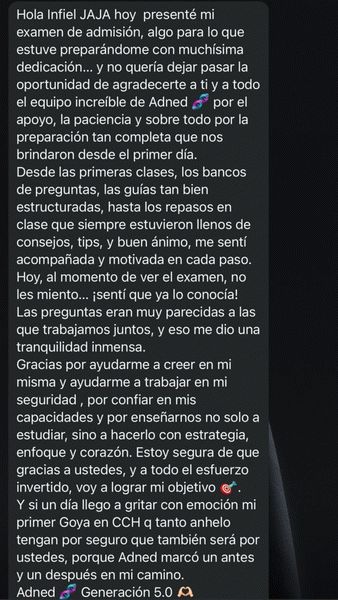 Hola Infiel JAJA hoy  presenté mi
examen de admisión, algo para lo que
estuve preparándome con muchísima
dedicación... y no quería dejar pasar la
oportunidad de agradecerte a ti y a todo
el equipo increíble de Adned 🧬 por el
apoyo, la paciencia y sobre todo por la
preparación tan completa que nos
brindaron desde el primer día.
Desde las primeras clases, los bancos
de preguntas, las guías tan bien
estructuradas, hasta los repasos en
clase que siempre estuvieron llenos de
consejos, tips, y buen ánimo, me sentí
acompañada y motivada en cada paso.
Hoy, al momento de ver el examen, no
les miento... ¡sentí que ya lo conocía!
Las preguntas eran muy parecidas a las
que trabajamos juntos, y eso me dio una
tranquilidad inmensa.
Gracias por ayudarme a creer en mi
misma y ayudarme a trabajar en mi
seguridad , por confiar en mis
capacidades y por enseñarnos no solo a
estudiar, sino a hacerlo con estrategia,
enfoque y corazón. Estoy segura de que
gracias a ustedes, y a todo el esfuerzo
invertido, voy a lograr mi objetivo 🎯.
Y si un día llego a gritar con emoción mi
primer Goya en CCH q tanto anhelo
tengan por seguro que también será por
ustedes, porque Adned marcó un antes
y un después en mi camino.
Adned 🧬 Generación 5.0 🫶🏻